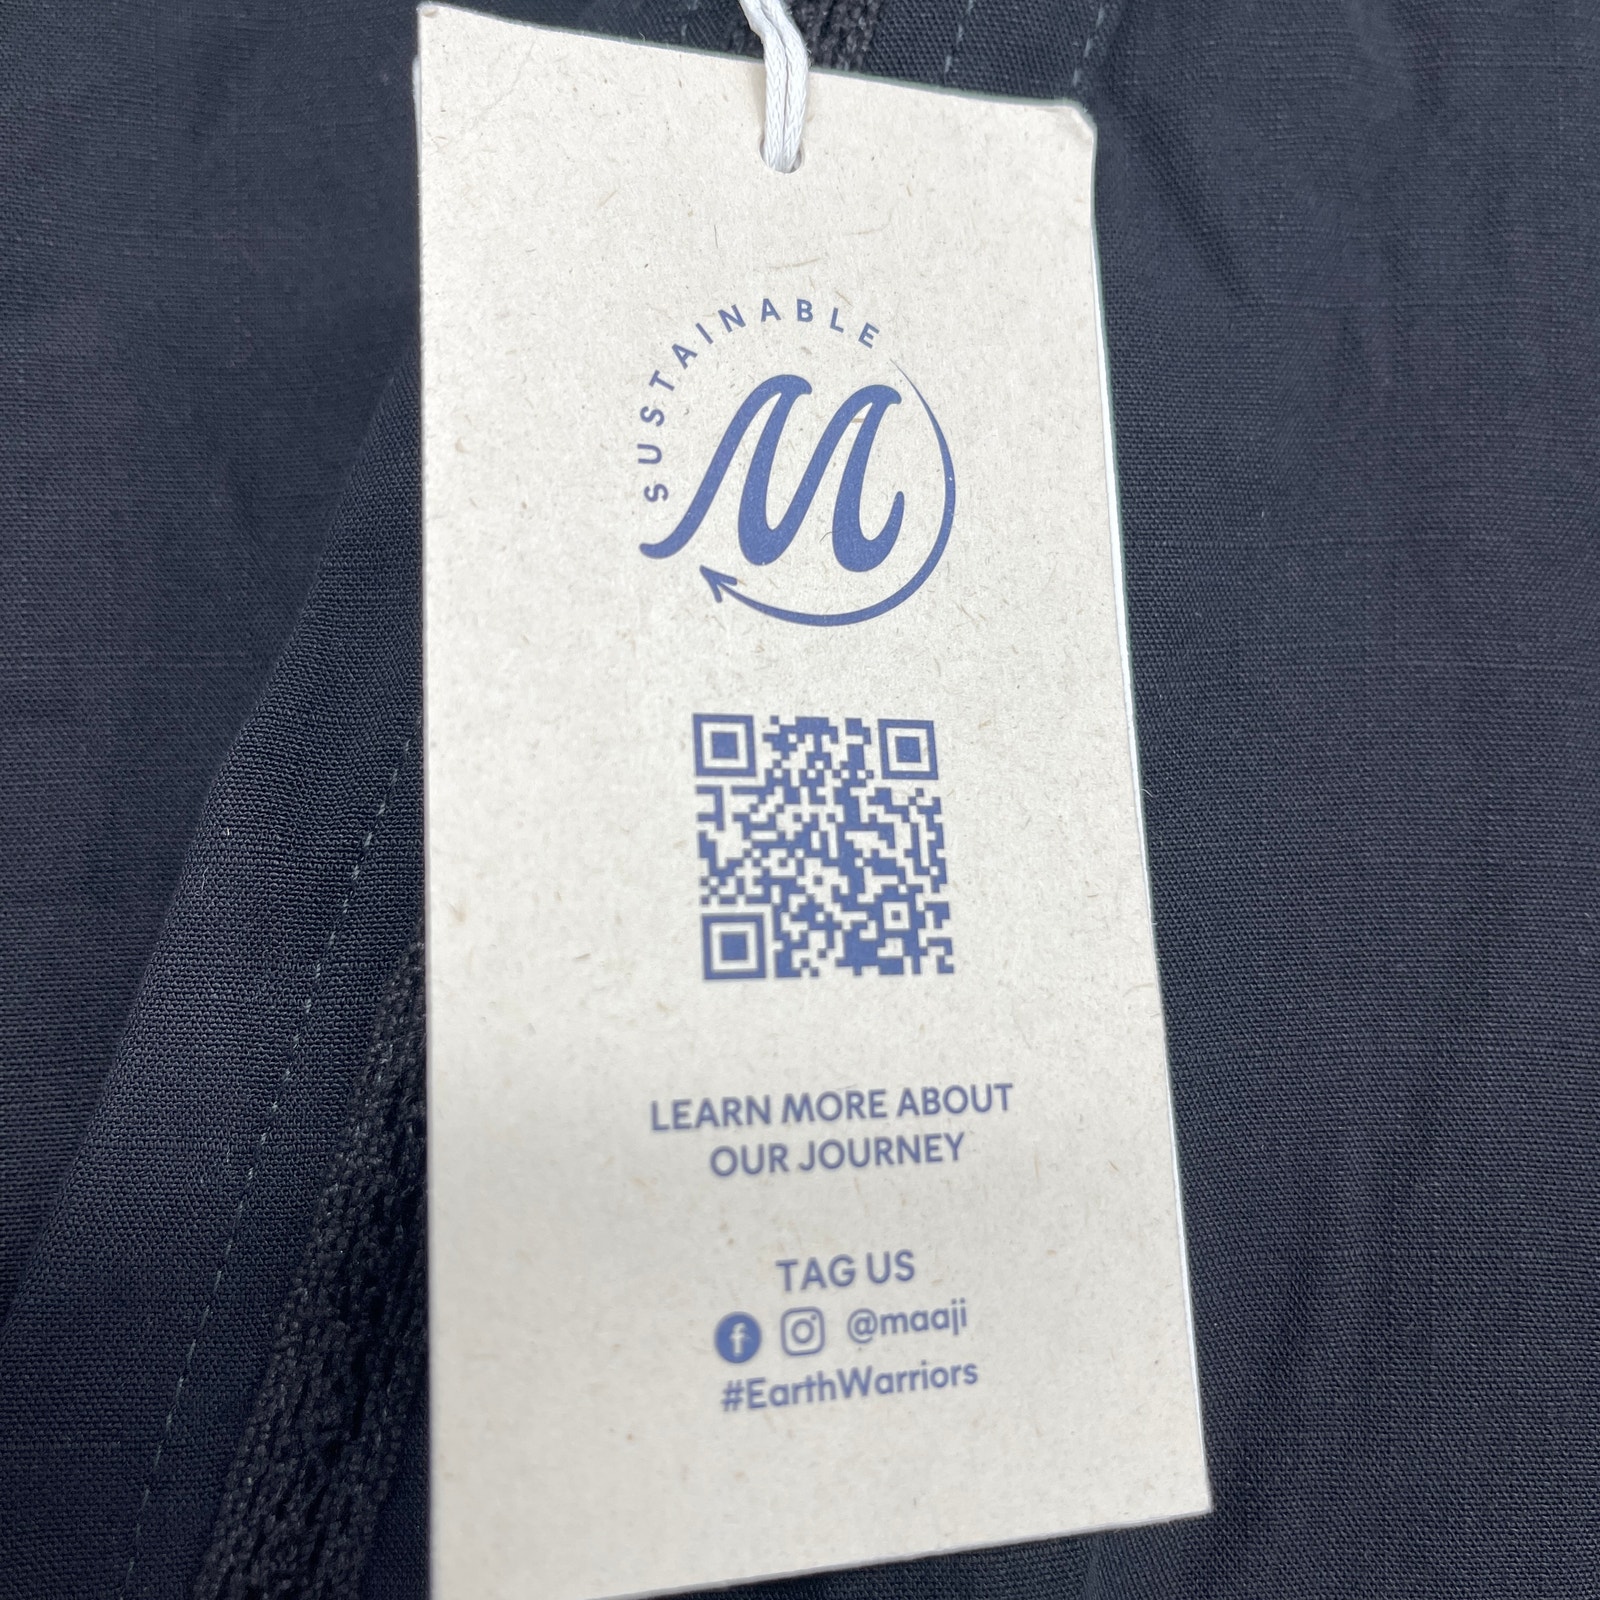 SUSTAINABLE
M
LEARN MORE ABOUT
OUR JOURNEY
TAG US
@maaji
#EarthWarriors